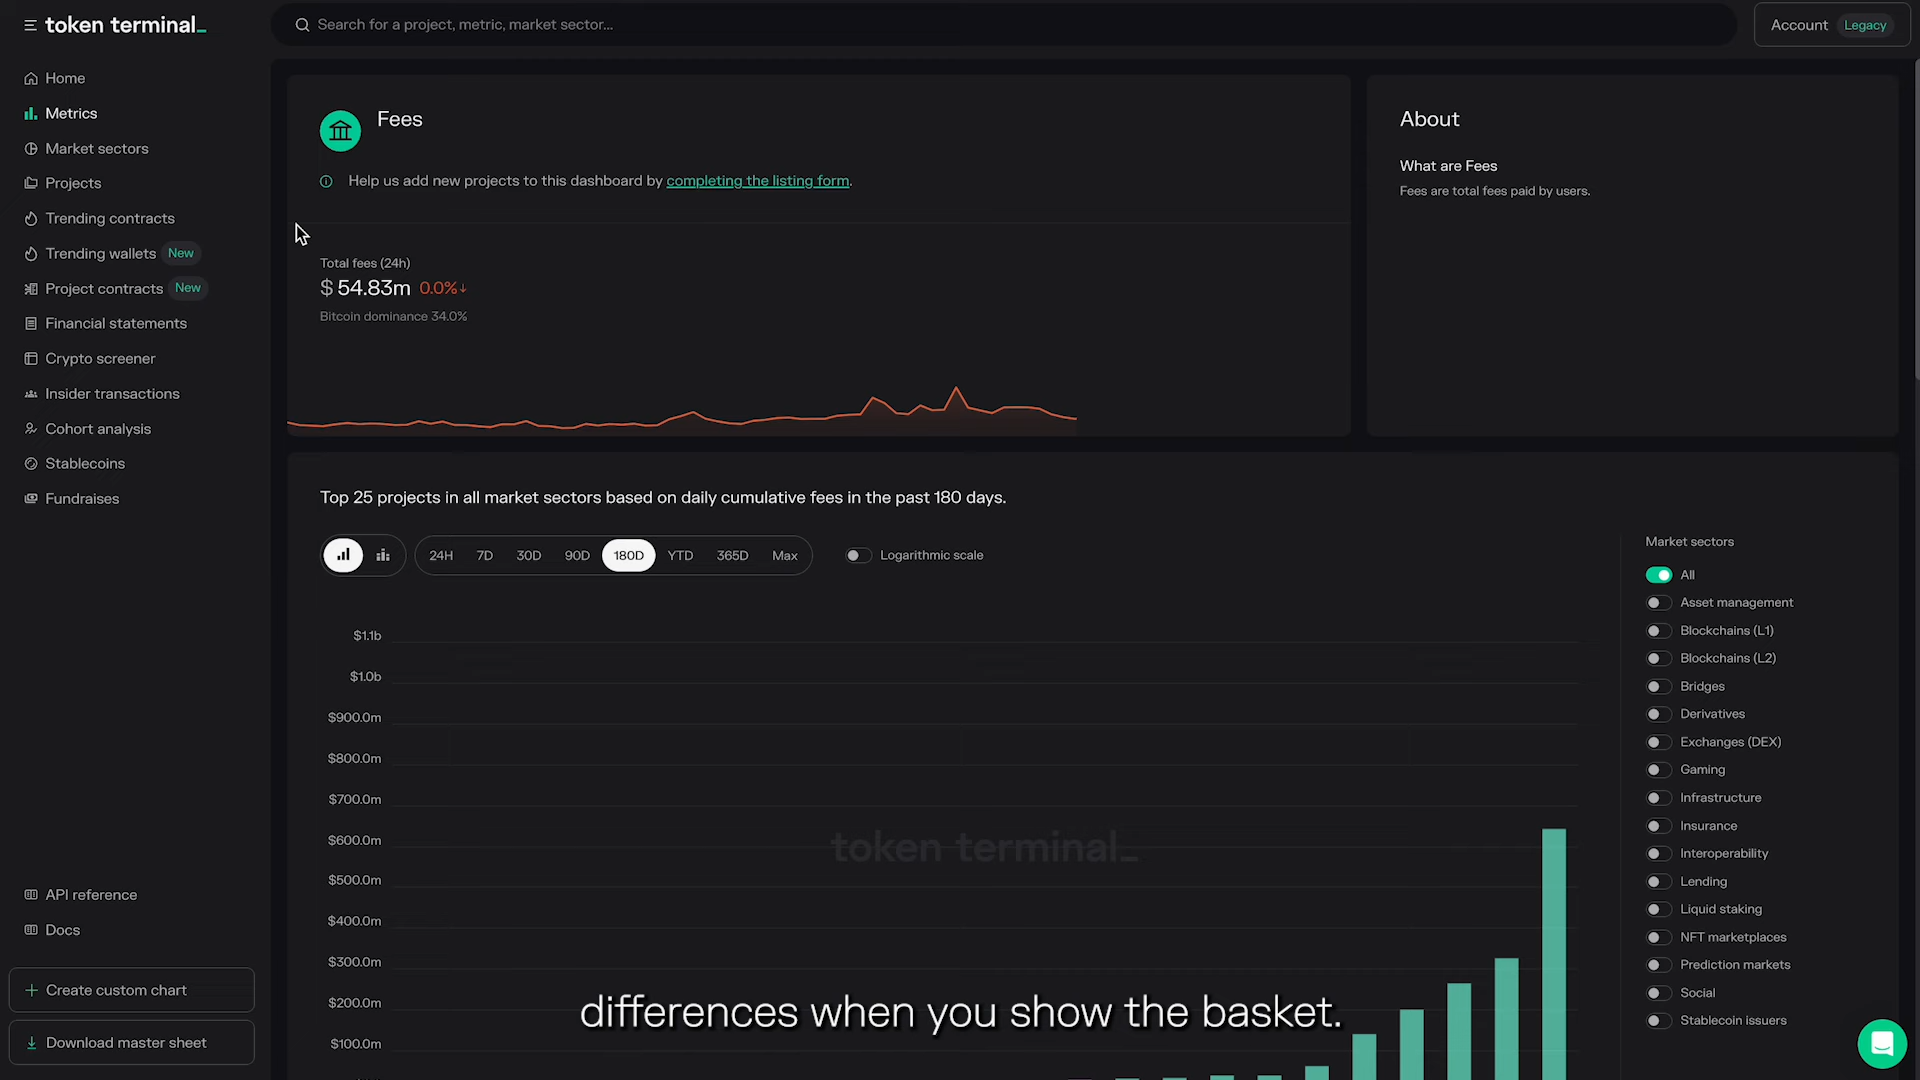 token terminal_
Search for a project, metric, market sector...
Account Legacy
Home
Metrics
Market sectors
Projects
Trending contracts
Trending wallets New
Project contracts New
Financial statements
Crypto screener
Insider transactions
Cohort analysis
Stablecoins
Fundraises
API reference
Docs
Create custom chart
Download master sheet
Fees
Help us add new projects to this dashboard by completing the listing form.
Total fees (24h)
$ 54.83m 0.0%↓
Bitcoin dominance 34.0%
About
What are Fees
Fees are total fees paid by users.
Top 25 projects in all market sectors based on daily cumulative fees in the past 180 days.
24H 7D 30D 90D 180D YTD 365D Max
Logarithmic scale
$1.1b
$1.0b
$900.0m
$800.0m
$700.0m
$600.0m
$500.0m
$400.0m
$300.0m
$200.0m
$100.0m
token terminal_
Market sectors
All
Asset management
Blockchains (L1)
Blockchains (L2)
Bridges
Derivatives
Exchanges (DEX)
Gaming
Infrastructure
Insurance
Interoperability
Lending
Liquid staking
NFT marketplaces
Prediction markets
Social
Stablecoin issuers
differences when you show the basket.